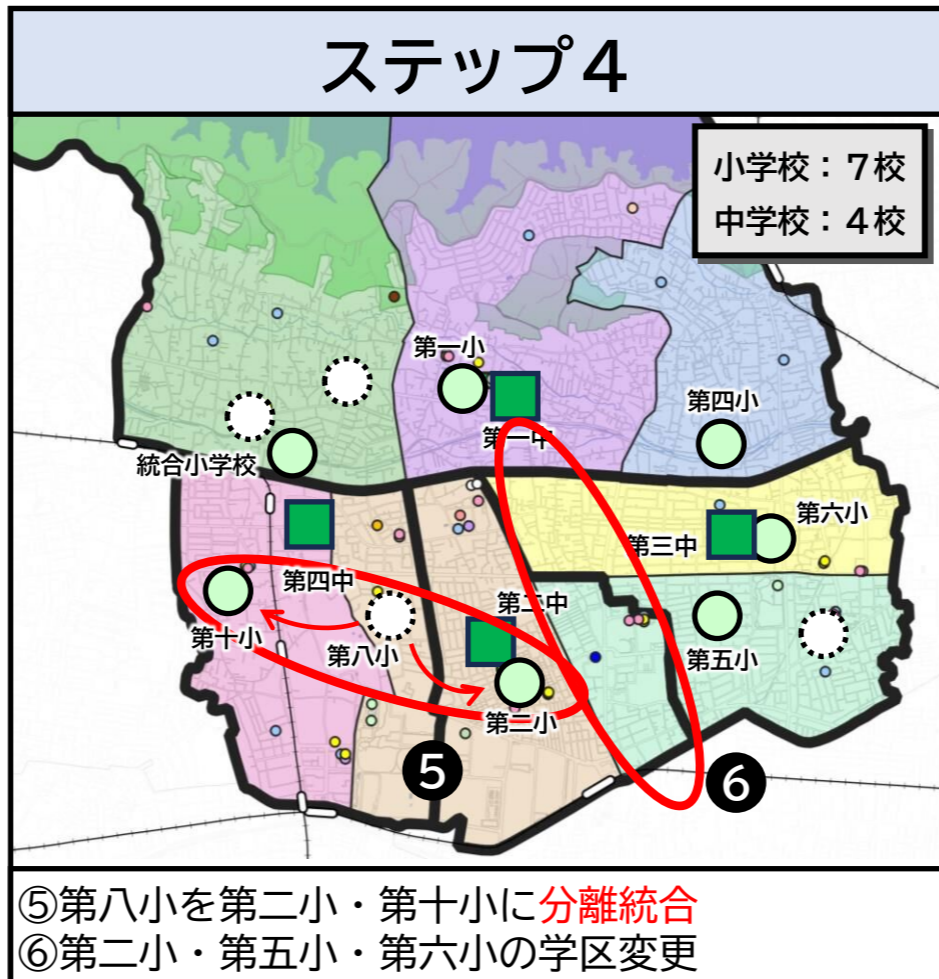 ステップ4
小学校：7校
中学校：4校
第一小
第一中
第四小
統合小学校
第六小
第三中
第四中
第二中
第十小
第八小
第五小
第二小
⑤
⑥
⑤第八小を第二小・第十小に分離統合
⑥第二小・第五小・第六小の学区変更